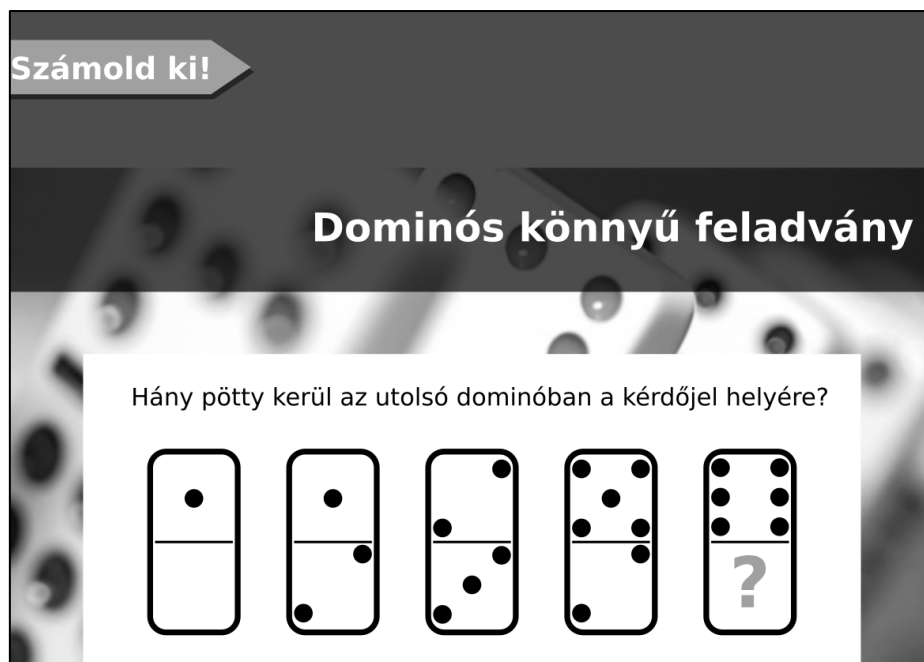 Számold ki!
Dominós könnyű feladvány
Hány pötty kerül az utolsó dominóban a kérdőjel helyére?
?